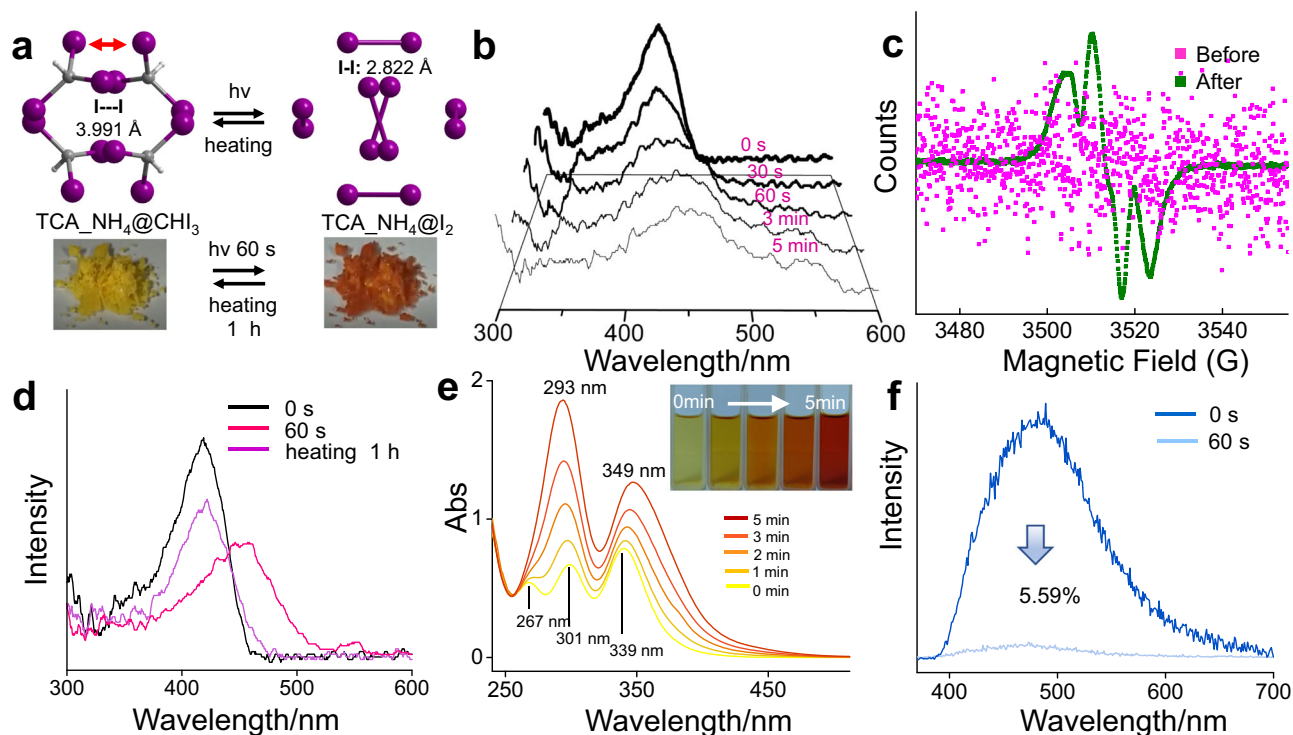 a
I-I: 2.822 Å
I---I
3.991 Å
hv
heating
TCA_NH₄@CHI₃
TCA_NH₄@I₂
hv 60 s
heating
1 h
b
0 s
30 s
60 s
3 min
5 min
300 400 500 600
Wavelength/nm
c
Before
After
Counts
3480 3500 3520 3540
Magnetic Field (G)
d
0 s
60 s
heating 1 h
Intensity
300 400 500 600
Wavelength/nm
e
2
1
0
Abs
293 nm
349 nm
0min 5min
5 min
3 min
2 min
1 min
0 min
267 nm
301 nm
339 nm
250 350 450
Wavelength/nm
f
0 s
60 s
5.59%
Intensity
400 500 600 700
Wavelength/nm